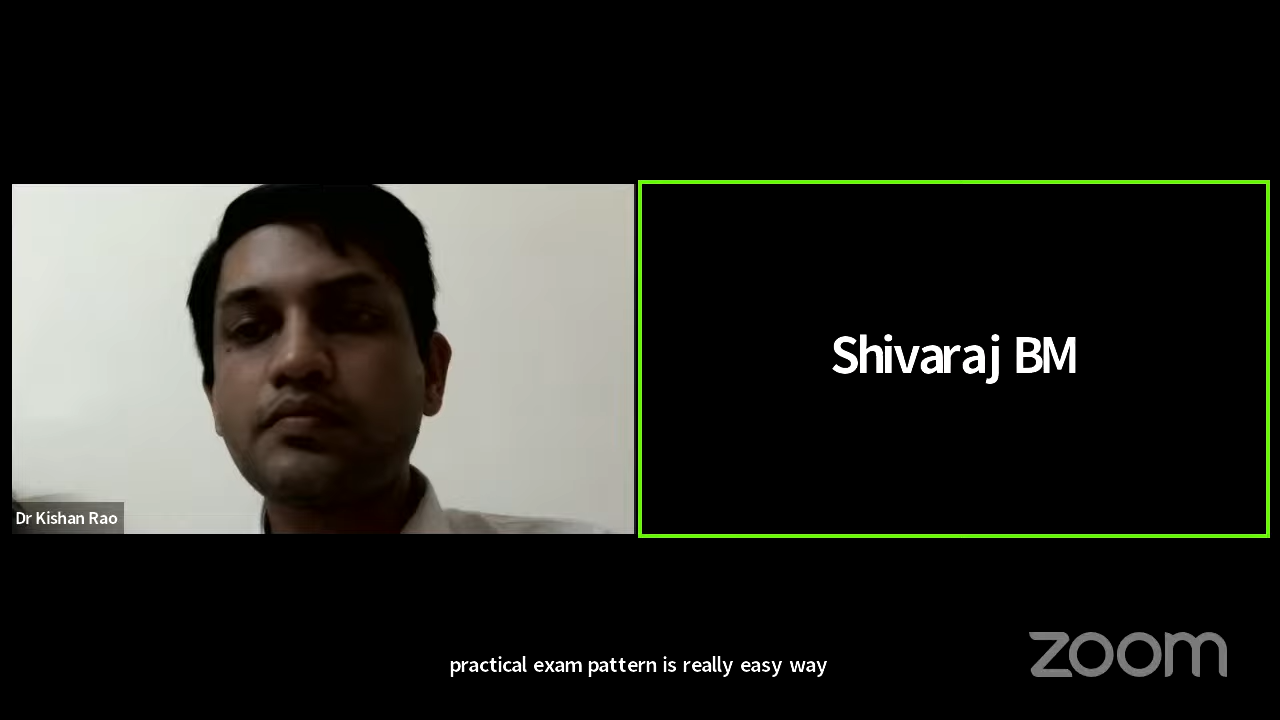 Shivaraj BM
Dr Kishan Rao
practical exam pattern is really easy way
zoom